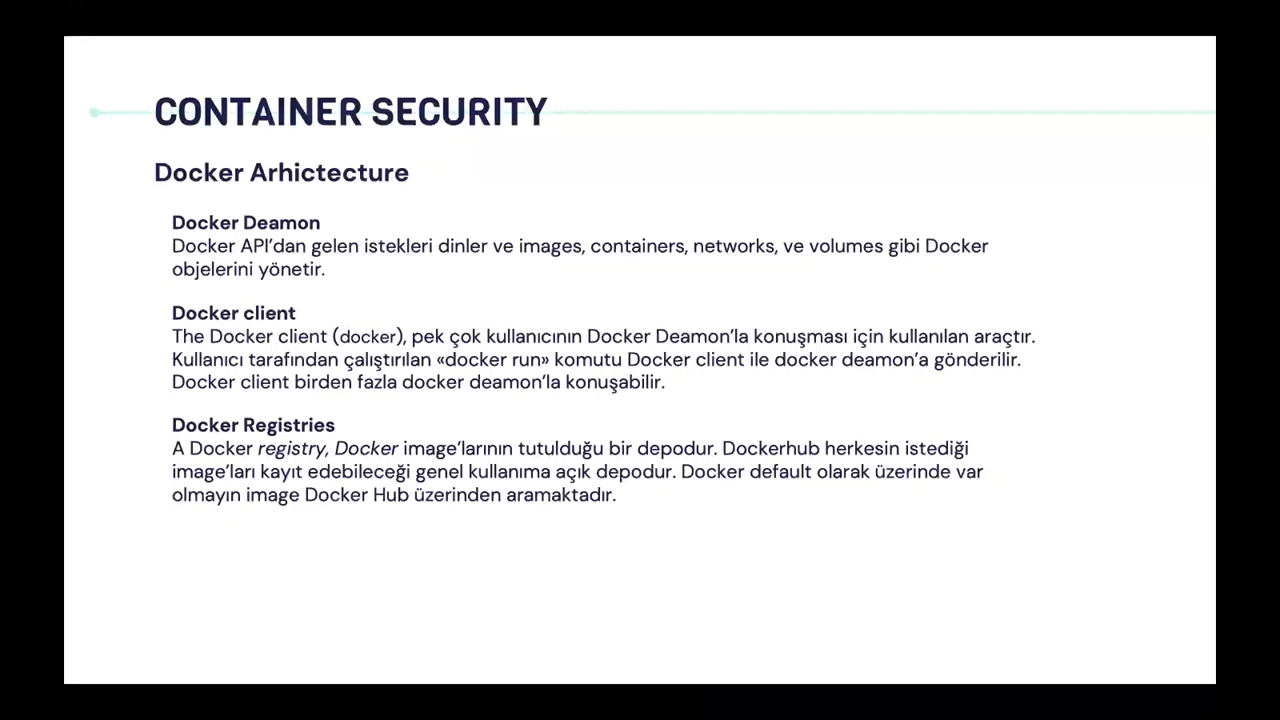 CONTAINER SECURITY
Docker Arhictecture
Docker Deamon
Docker API’dan gelen istekleri dinler ve images, containers, networks, ve volumes gibi Docker
objelerini yönetir.
Docker client
The Docker client (docker), pek çok kullanıcının Docker Deamon’la konuşması için kullanılan araçtır.
Kullanıcı tarafından çalıştırılan «docker run» komutu Docker client ile docker deamon’a gönderilir.
Docker client birden fazla docker deamon’la konuşabilir.
Docker Registries
A Docker registry, Docker image’larının tutulduğu bir depodur. Dockerhub herkesin istediği
image’ları kayıt edebileceği genel kullanıma açık depodur. Docker default olarak üzerinde var
olmayın image Docker Hub üzerinden aramaktadır.